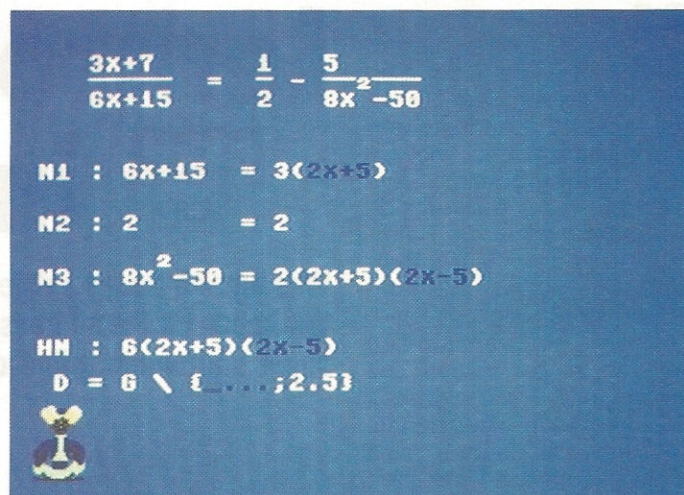 3x+7 1 5
—— = — - ——
6x+15 2 8x²-50
N1 : 6x+15 = 3(2x+5)
N2 : 2 = 2
N3 : 8x²-50 = 2(2x+5)(2x-5)
HN : 6(2x+5)(2x-5)
D = G \ {_...;2.5}